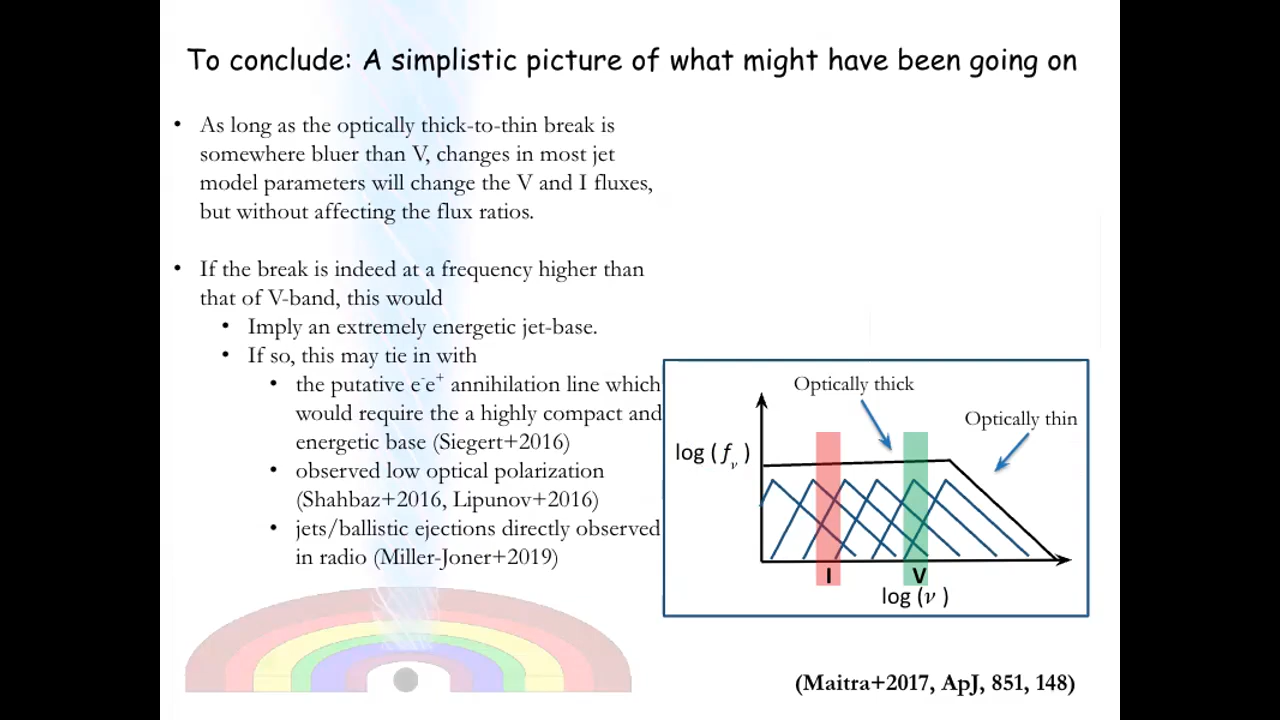 To conclude: A simplistic picture of what might have been going on
• As long as the optically thick-to-thin break is
somewhere bluer than V, changes in most jet
model parameters will change the V and I fluxes,
but without affecting the flux ratios.
• If the break is indeed at a frequency higher than
that of V-band, this would
• Imply an extremely energetic jet-base.
• If so, this may tie in with
• the putative e⁻e⁺ annihilation line which
would require the a highly compact and
energetic base (Siegert+2016)
• observed low optical polarization
(Shahbaz+2016, Lipunov+2016)
• jets/ballistic ejections directly observed
in radio (Miller-Joner+2019)
Optically thick
Optically thin
log ( fν )
I
V
log (ν )
(Maitra+2017, ApJ, 851, 148)